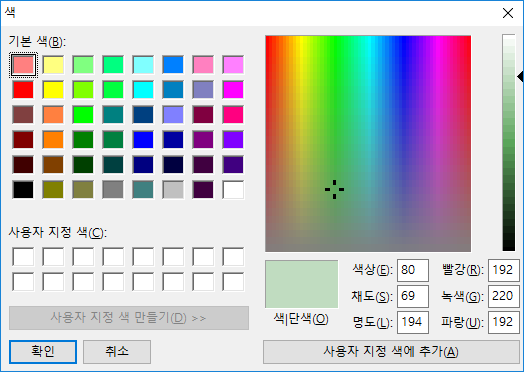 색
기본 색(B):
사용자 지정 색(C):
사용자 지정 색 만들기(D) >>
확인
취소
색|단색(O)
색상(E): 80
빨강(R): 192
채도(S): 69
녹색(G): 220
명도(L): 194
파랑(U): 192
사용자 지정 색에 추가(A)